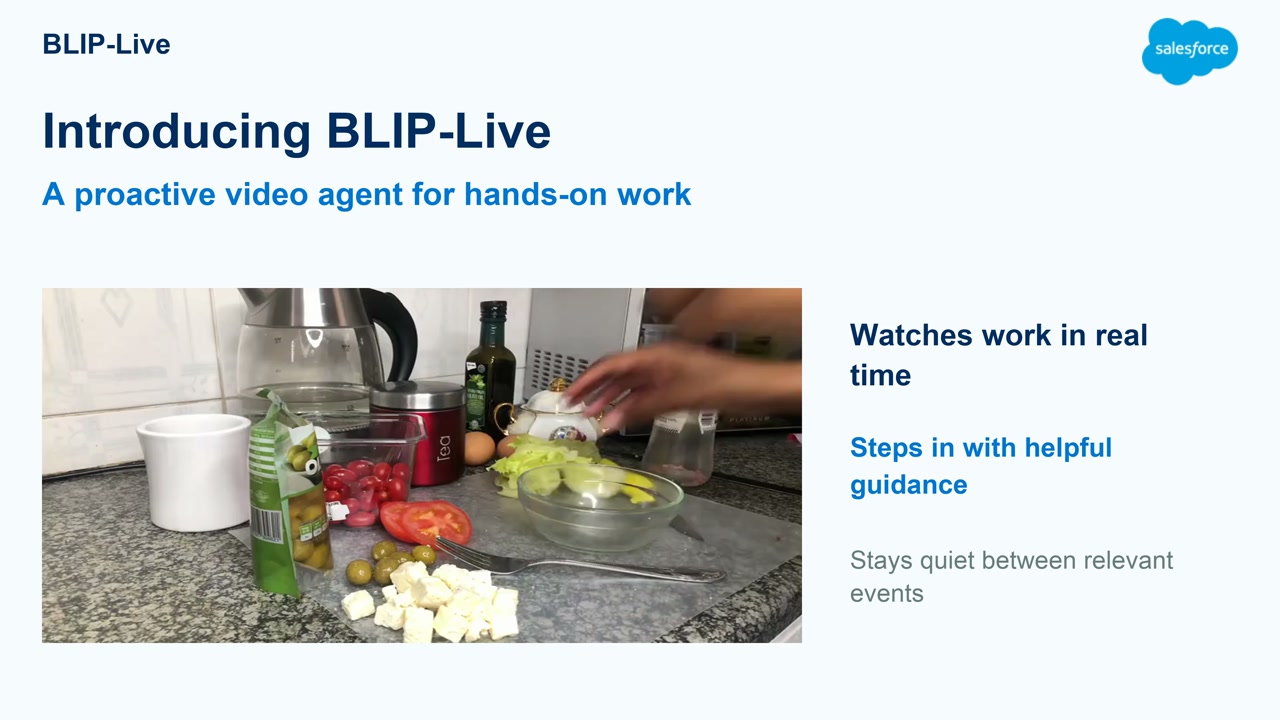 BLIP-Live
salesforce
Introducing BLIP-Live
A proactive video agent for hands-on work
Watches work in real
time
Steps in with helpful
guidance
Stays quiet between relevant
events
Tea